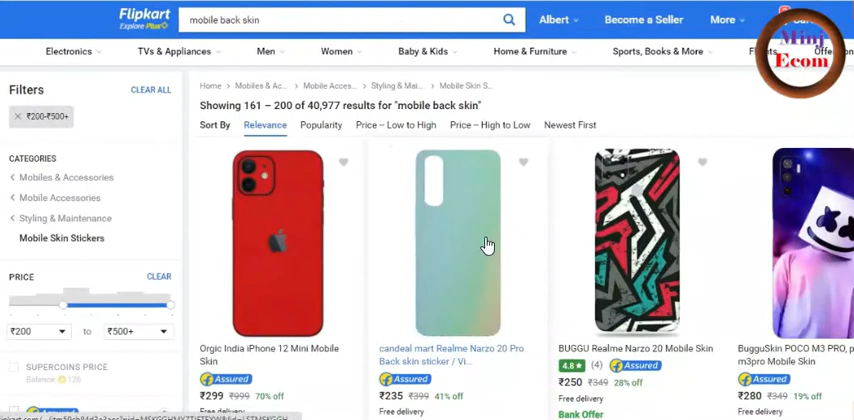 Flipkart
Explore Plus
mobile back skin
Albert
Become a Seller
More
Minj
Ecom
Electronics
TVs & Appliances
Men
Women
Baby & Kids
Home & Furniture
Sports, Books & More
Filters
CLEAR ALL
₹200-₹500+
CATEGORIES
Mobiles & Accessories
Mobile Accessories
Styling & Maintenance
Mobile Skin Stickers
PRICE
CLEAR
₹200
to
₹500+
SUPERCOINS PRICE
Balance: 126
Home
Mobiles & Ac...
Mobile Acces...
Styling & Mai...
Mobile Skin S...
Showing 161 – 200 of 40,977 results for "mobile back skin"
Sort By
Relevance
Popularity
Price -- Low to High
Price -- High to Low
Newest First
Orgic India iPhone 12 Mini Mobile
Skin
Assured
₹299 ₹999 70% off
Free delivery
candeal mart Realme Narzo 20 Pro
Back skin sticker / Vi...
Assured
₹235 ₹399 41% off
Free delivery
BUGGU Realme Narzo 20 Mobile Skin
4.8 ★ (4) Assured
₹250 ₹349 28% off
Free delivery
Bank Offer
BugguSkin POCO M3 PRO, p
m3pro Mobile Skin
Assured
₹280 ₹349 19% off
Free delivery